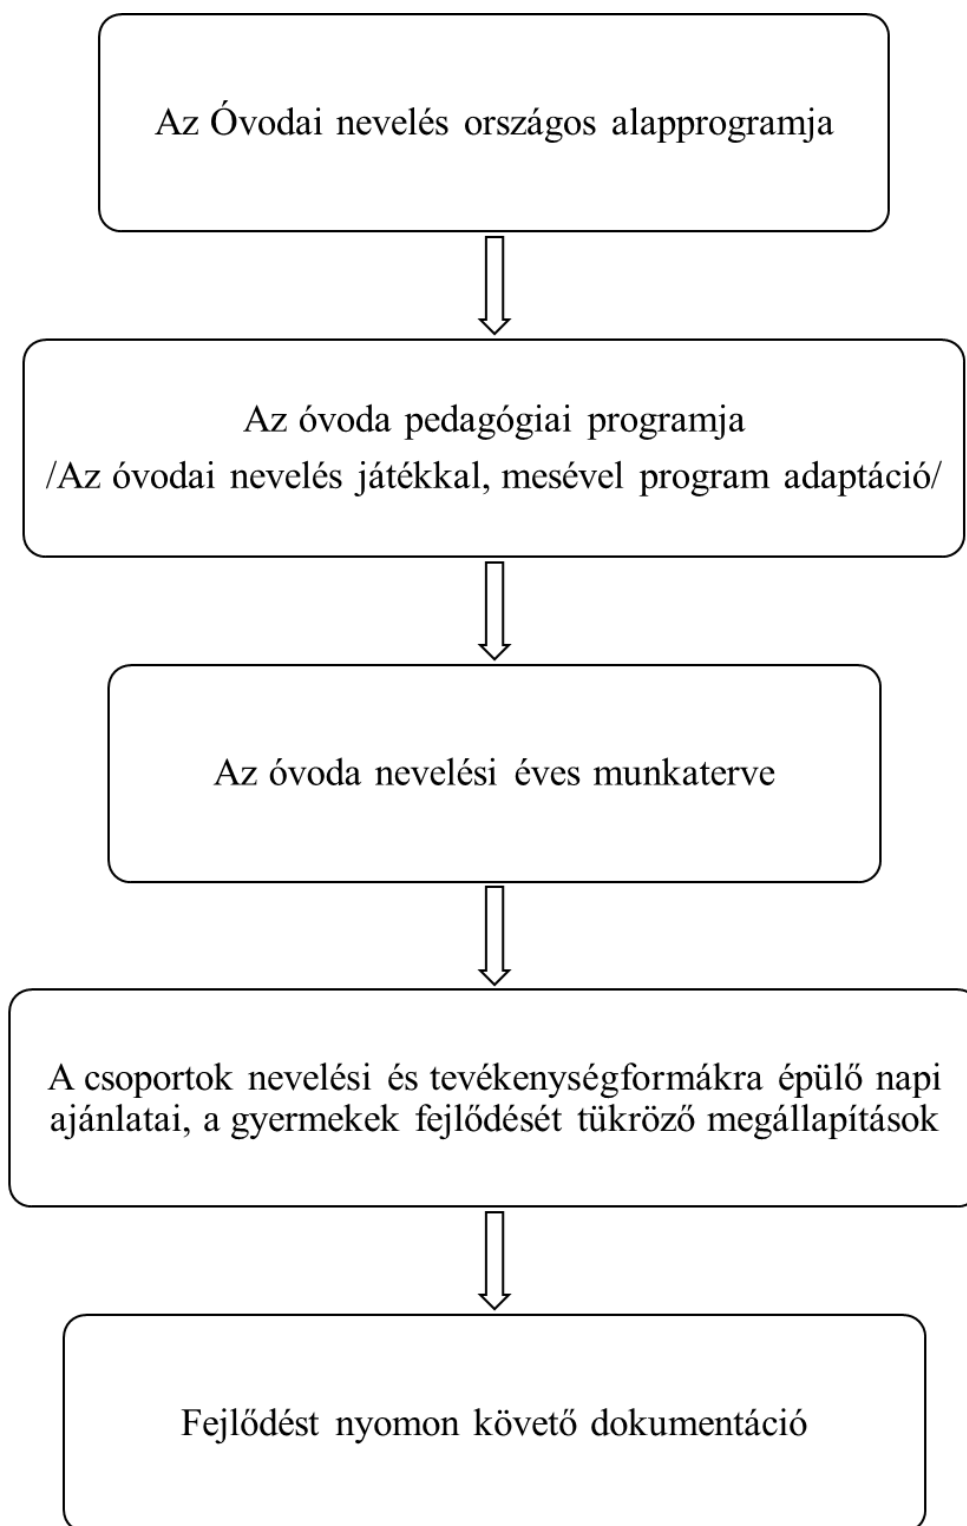 Az Óvodai nevelés országos alapprogramja
Az óvoda pedagógiai programja
/Az óvodai nevelés játékkal, mesével program adaptáció/
Az óvoda nevelési éves munkaterve
A csoportok nevelési és tevékenységformákra épülő napi
ajánlatai, a gyermekek fejlődését tükröző megállapítások
Fejlődést nyomon követő dokumentáció